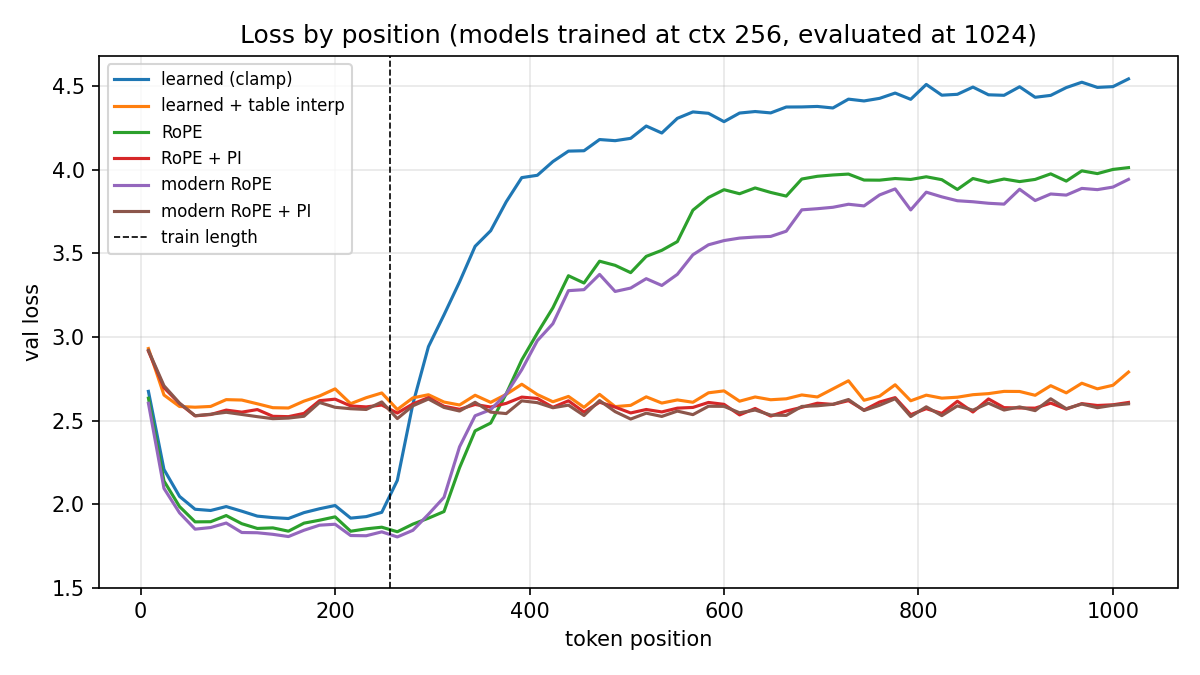 Loss by position (models trained at ctx 256, evaluated at 1024)
learned (clamp)
learned + table interp
RoPE
RoPE + PI
modern RoPE
modern RoPE + PI
train length
val loss
4.5
4.0
3.5
3.0
2.5
2.0
1.5
0 200 400 600 800 1000
token position